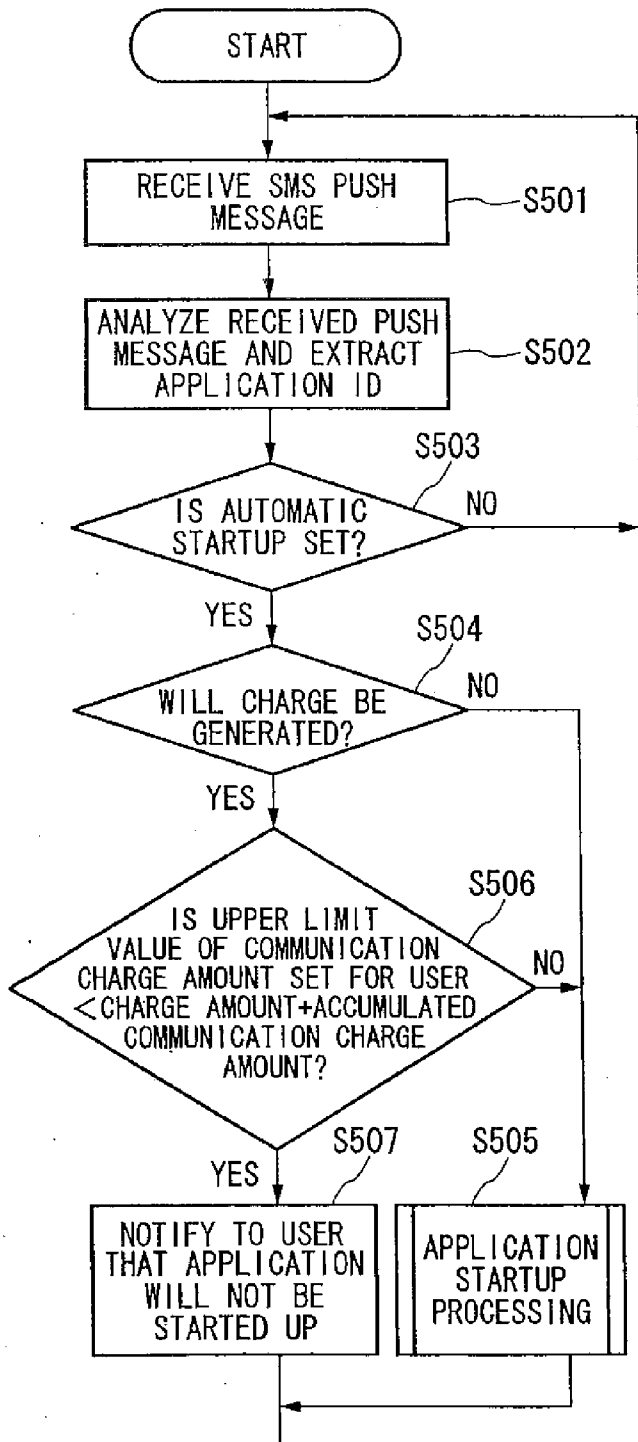 START
RECEIVE SMS PUSH
MESSAGE
S501
ANALYZE RECEIVED PUSH
MESSAGE AND EXTRACT
APPLICATION ID
S502
S503
IS AUTOMATIC
STARTUP SET?
NO
YES
S504
WILL CHARGE BE
GENERATED?
NO
YES
S506
IS UPPER LIMIT
VALUE OF COMMUNICATION
CHARGE AMOUNT SET FOR USER
<CHARGE AMOUNT+ACCUMULATED
COMMUNICATION CHARGE
AMOUNT?
NO
YES
S507
NOTIFY TO USER
THAT APPLICATION
WILL NOT BE
STARTED UP
S505
APPLICATION
STARTUP
PROCESSING